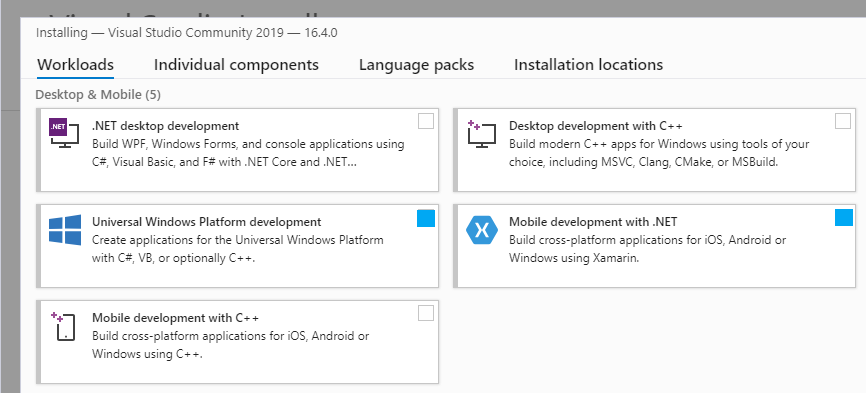 Installing — Visual Studio Community 2019 — 16.4.0
Workloads Individual components Language packs Installation locations
Desktop & Mobile (5)
.NET
.NET desktop development
Build WPF, Windows Forms, and console applications using
C#, Visual Basic, and F# with .NET Core and .NET...
Desktop development with C++
Build modern C++ apps for Windows using tools of your
choice, including MSVC, Clang, CMake, or MSBuild.
Universal Windows Platform development
Create applications for the Universal Windows Platform
with C#, VB, or optionally C++.
Mobile development with .NET
Build cross-platform applications for iOS, Android or
Windows using Xamarin.
Mobile development with C++
Build cross-platform applications for iOS, Android or
Windows using C++.